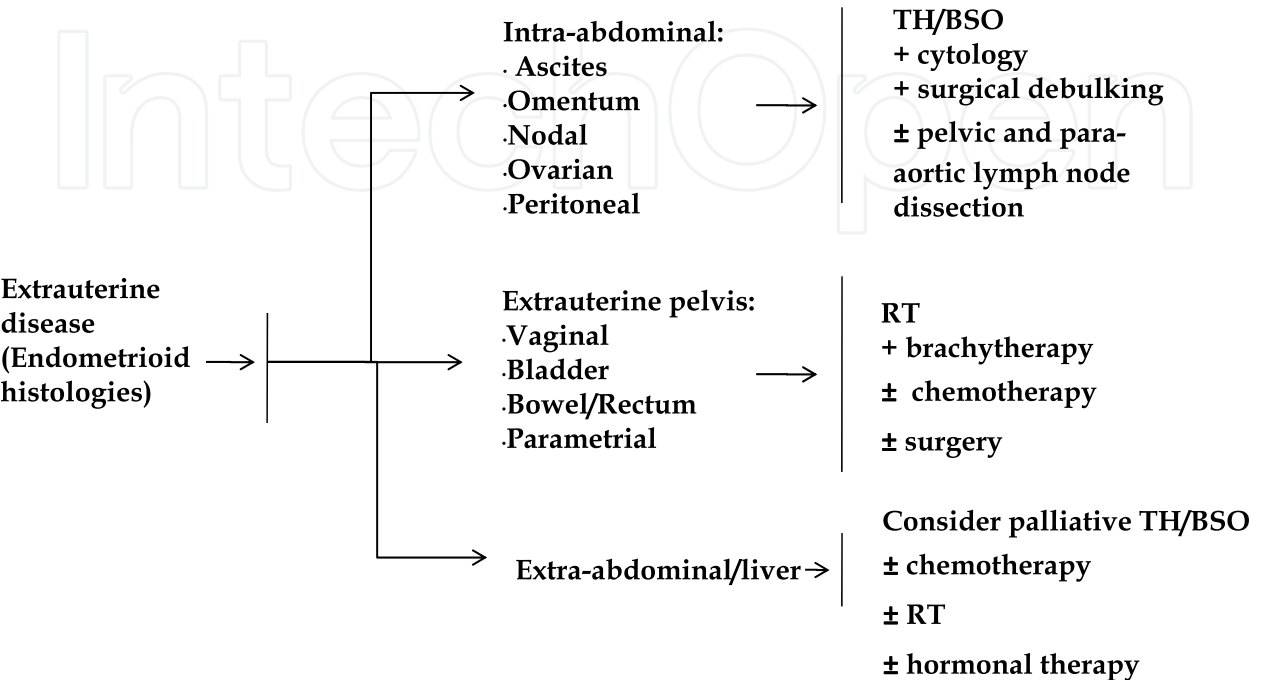 IntechOpen
Extrauterine
disease
(Endometrioid
histologies)
Intra-abdominal:
· Ascites
·Omentum
·Nodal
·Ovarian
·Peritoneal
TH/BSO
+ cytology
+ surgical debulking
± pelvic and para-
aortic lymph node
dissection
Extrauterine pelvis:
·Vaginal
·Bladder
·Bowel/Rectum
·Parametrial
RT
+ brachytherapy
± chemotherapy
± surgery
Extra-abdominal/liver
Consider palliative TH/BSO
± chemotherapy
± RT
± hormonal therapy